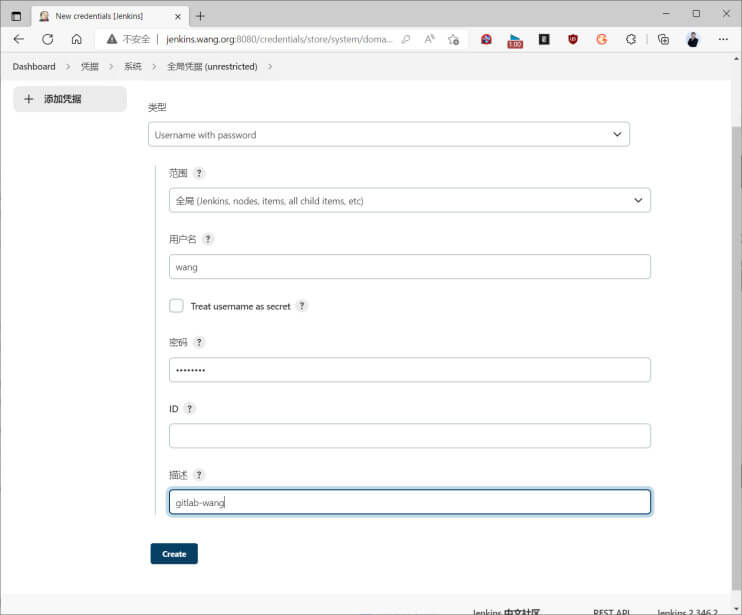 New credentials [Jenkins]
不安全 jenkins.wang.org:8080/credentials/store/system/doma...
1.00
Dashboard 凭据 系统 全局凭据 (unrestricted)
添加凭据
类型
Username with password
范围 ?
全局 (Jenkins, nodes, items, all child items, etc)
用户名 ?
wang
Treat username as secret ?
密码 ?
••••••••
ID ?
描述 ?
gitlab-wang
Create
Jenkins 中文社区 REST API Jenkins 2.346.2